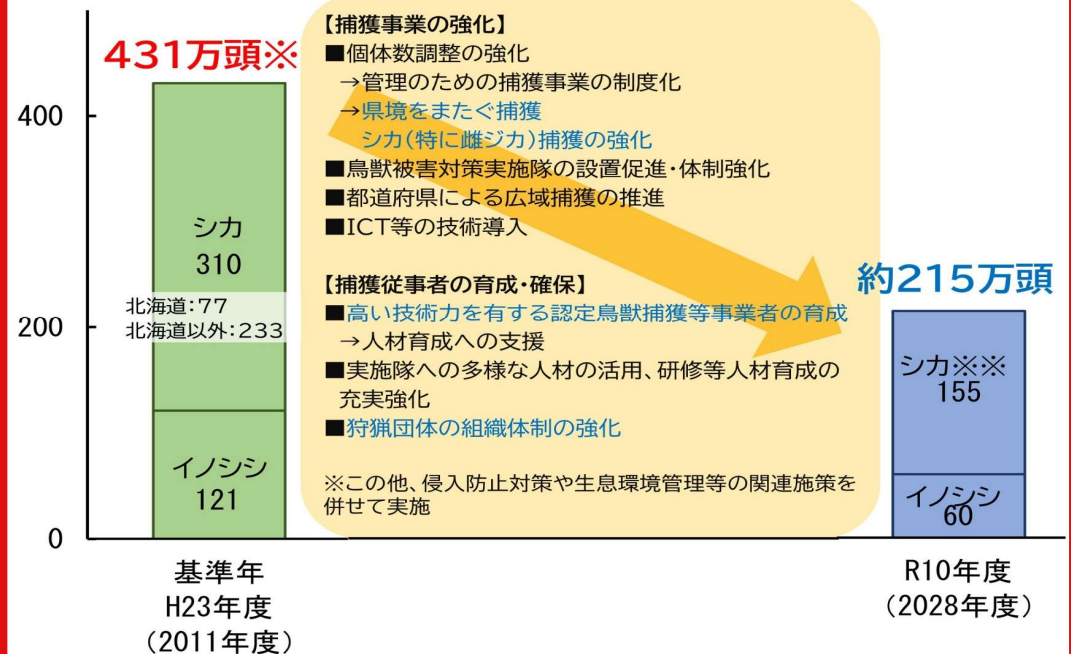 431万頭※
400
200
0
シカ
310
北海道:77
北海道以外:233
イノシシ
121
基準年
H23年度
(2011年度)
【捕獲事業の強化】
■個体数調整の強化
→管理のための捕獲事業の制度化
→県境をまたぐ捕獲
シカ(特に雌ジカ)捕獲の強化
■鳥獣被害対策実施隊の設置促進・体制強化
■都道府県による広域捕獲の推進
■ICT等の技術導入
【捕獲従事者の育成・確保】
■高い技術力を有する認定鳥獣捕獲等事業者の育成
→人材育成への支援
■実施隊への多様な人材の活用、研修等人材育成の
充実強化
■狩猟団体の組織体制の強化
※この他、侵入防止対策や生息環境管理等の関連施策を
併せて実施
約215万頭
シカ※※
155
イノシシ
60
R10年度
(2028年度)